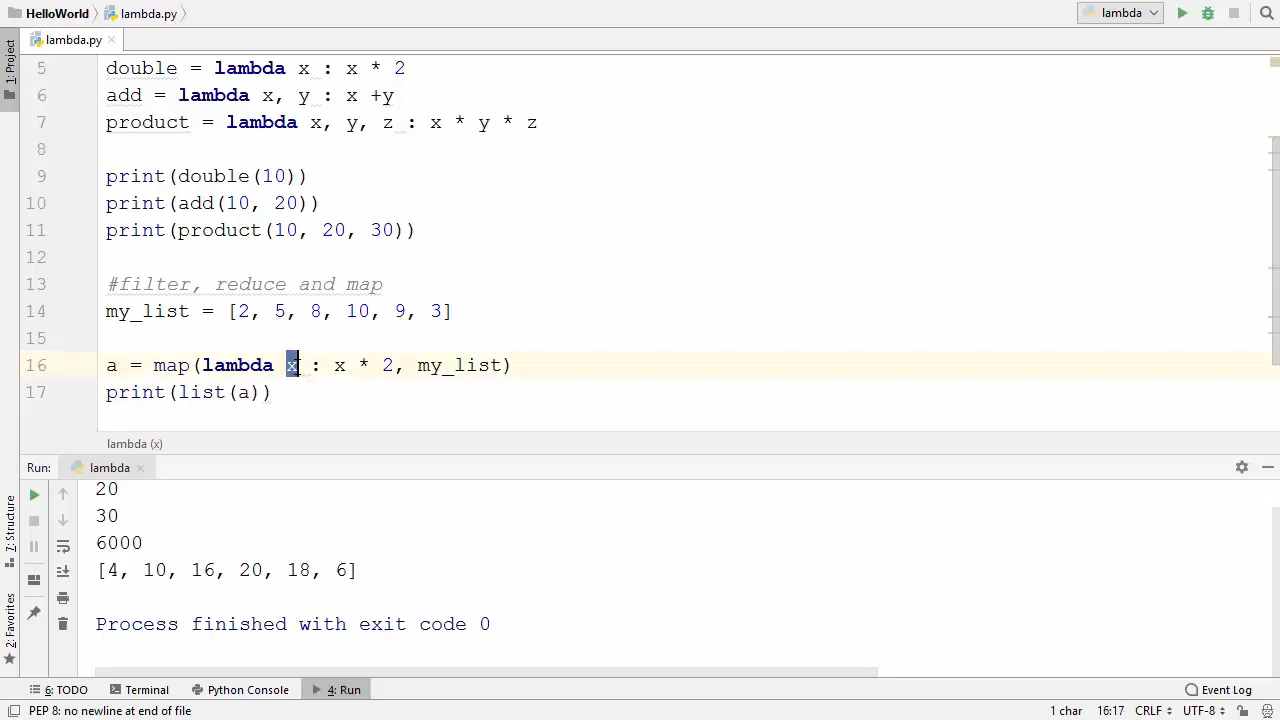 HelloWorld lambda.py lambda
lambda.py
1: Project
5 double = lambda x : x * 2
6 add = lambda x, y : x +y
7 product = lambda x, y, z : x * y * z
8
9 print(double(10))
10 print(add(10, 20))
11 print(product(10, 20, 30))
12
13 #filter, reduce and map
14 my_list = [2, 5, 8, 10, 9, 3]
15
16 a = map(lambda x : x * 2, my_list)
17 print(list(a))
lambda (x)
Run: lambda
20
30
6000
[4, 10, 16, 20, 18, 6]
Process finished with exit code 0
7: Structure
2: Favorites
6: TODO Terminal Python Console 4: Run Event Log
PEP 8: no newline at end of file 1 char 16:17 CRLF UTF-8